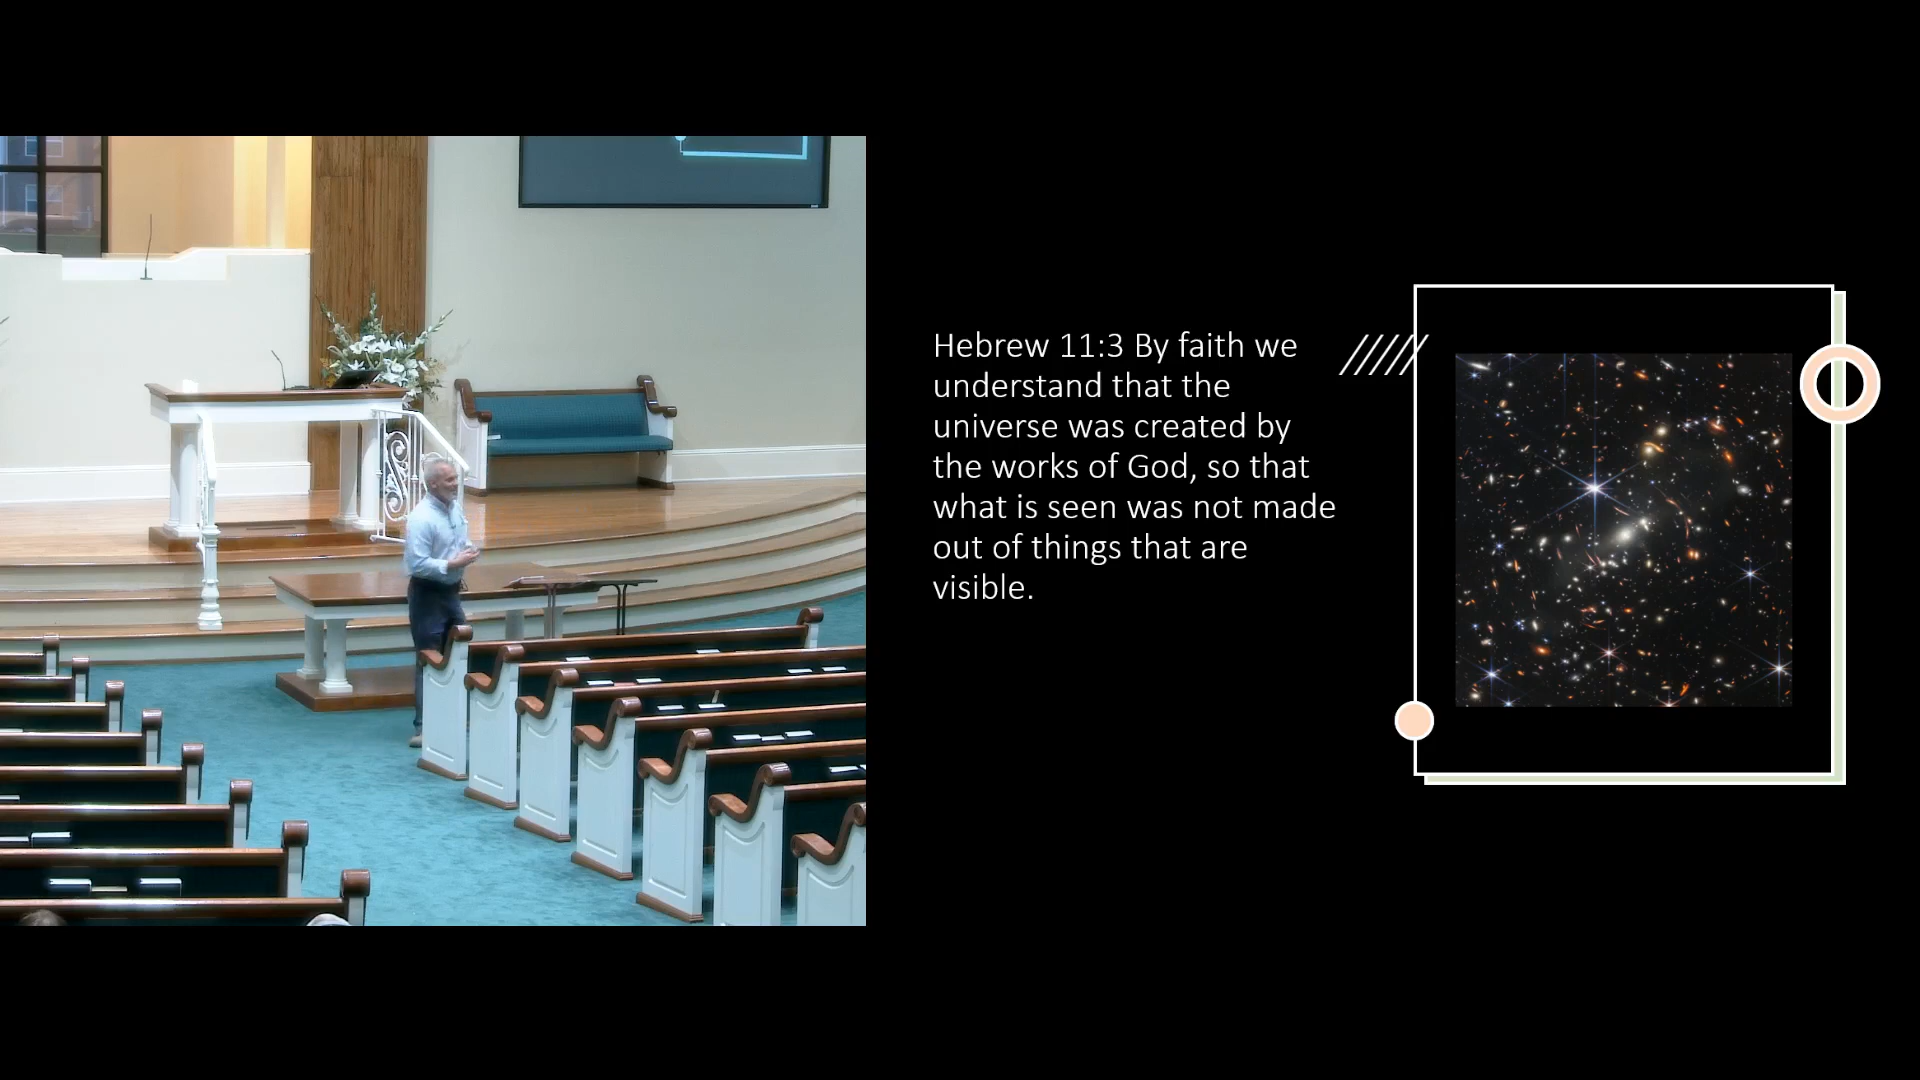 Hebrew 11:3 By faith we
understand that the
universe was created by
the works of God, so that
what is seen was not made
out of things that are
visible.